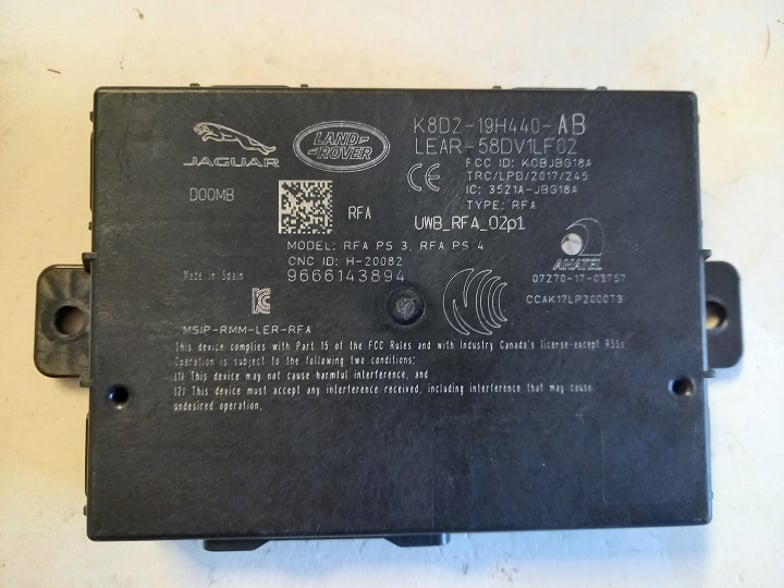 K8D2-19H440-AB
LEAR-58DV1LF02
JAGUAR
LAND-
ROVER
FCC ID: KOBJBG18A
TRC/LPD/2017/245
IC: 3521A-JBG18A
TYPE: RFA
CE
DOOMB
RFA
UWB_RFA_02p1
MODEL: RFA PS 3, RFA PS 4
CNC ID: H-20082
9666143894
Made in Spain
ANATEL
07270-17-03757
CCAK17LP2000T3
MSIP-RMM-LER-RFA
This device complies with Part 15 of the FCC Rules and with Industry Canada's license-except RSSs.
Operation is subject to the following two conditions:
(1) This device may not cause harmful interference, and
(2) This device must accept any interference received, including interference that may cause
undesired operation.